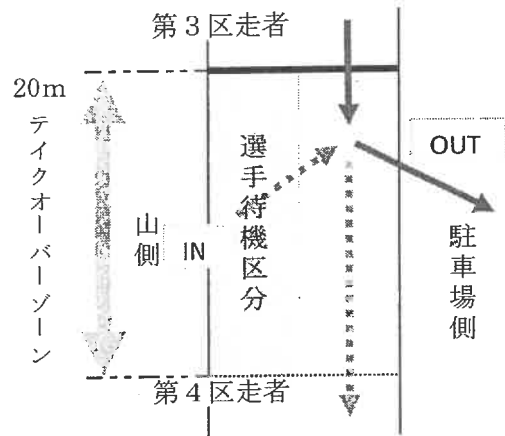 第３区走者
20m
テイクオーバーゾーン
山側
IN
選手待機区分
OUT
駐車場側
第４区走者